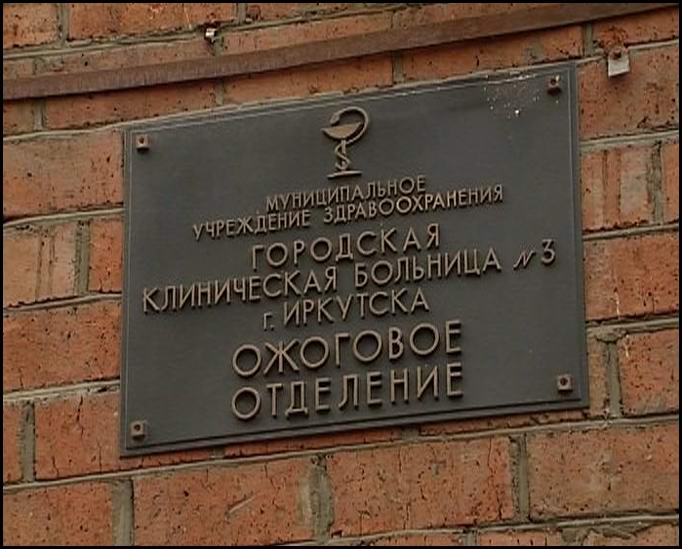 МУНИЦИПАЛЬНОЕ
УЧРЕЖДЕНИЕ ЗДРАВООХРАНЕНИЯ
ГОРОДСКАЯ
КЛИНИЧЕСКАЯ БОЛЬНИЦА № 3
г. ИРКУТСКА
ОЖОГОВОЕ
ОТДЕЛЕНИЕ